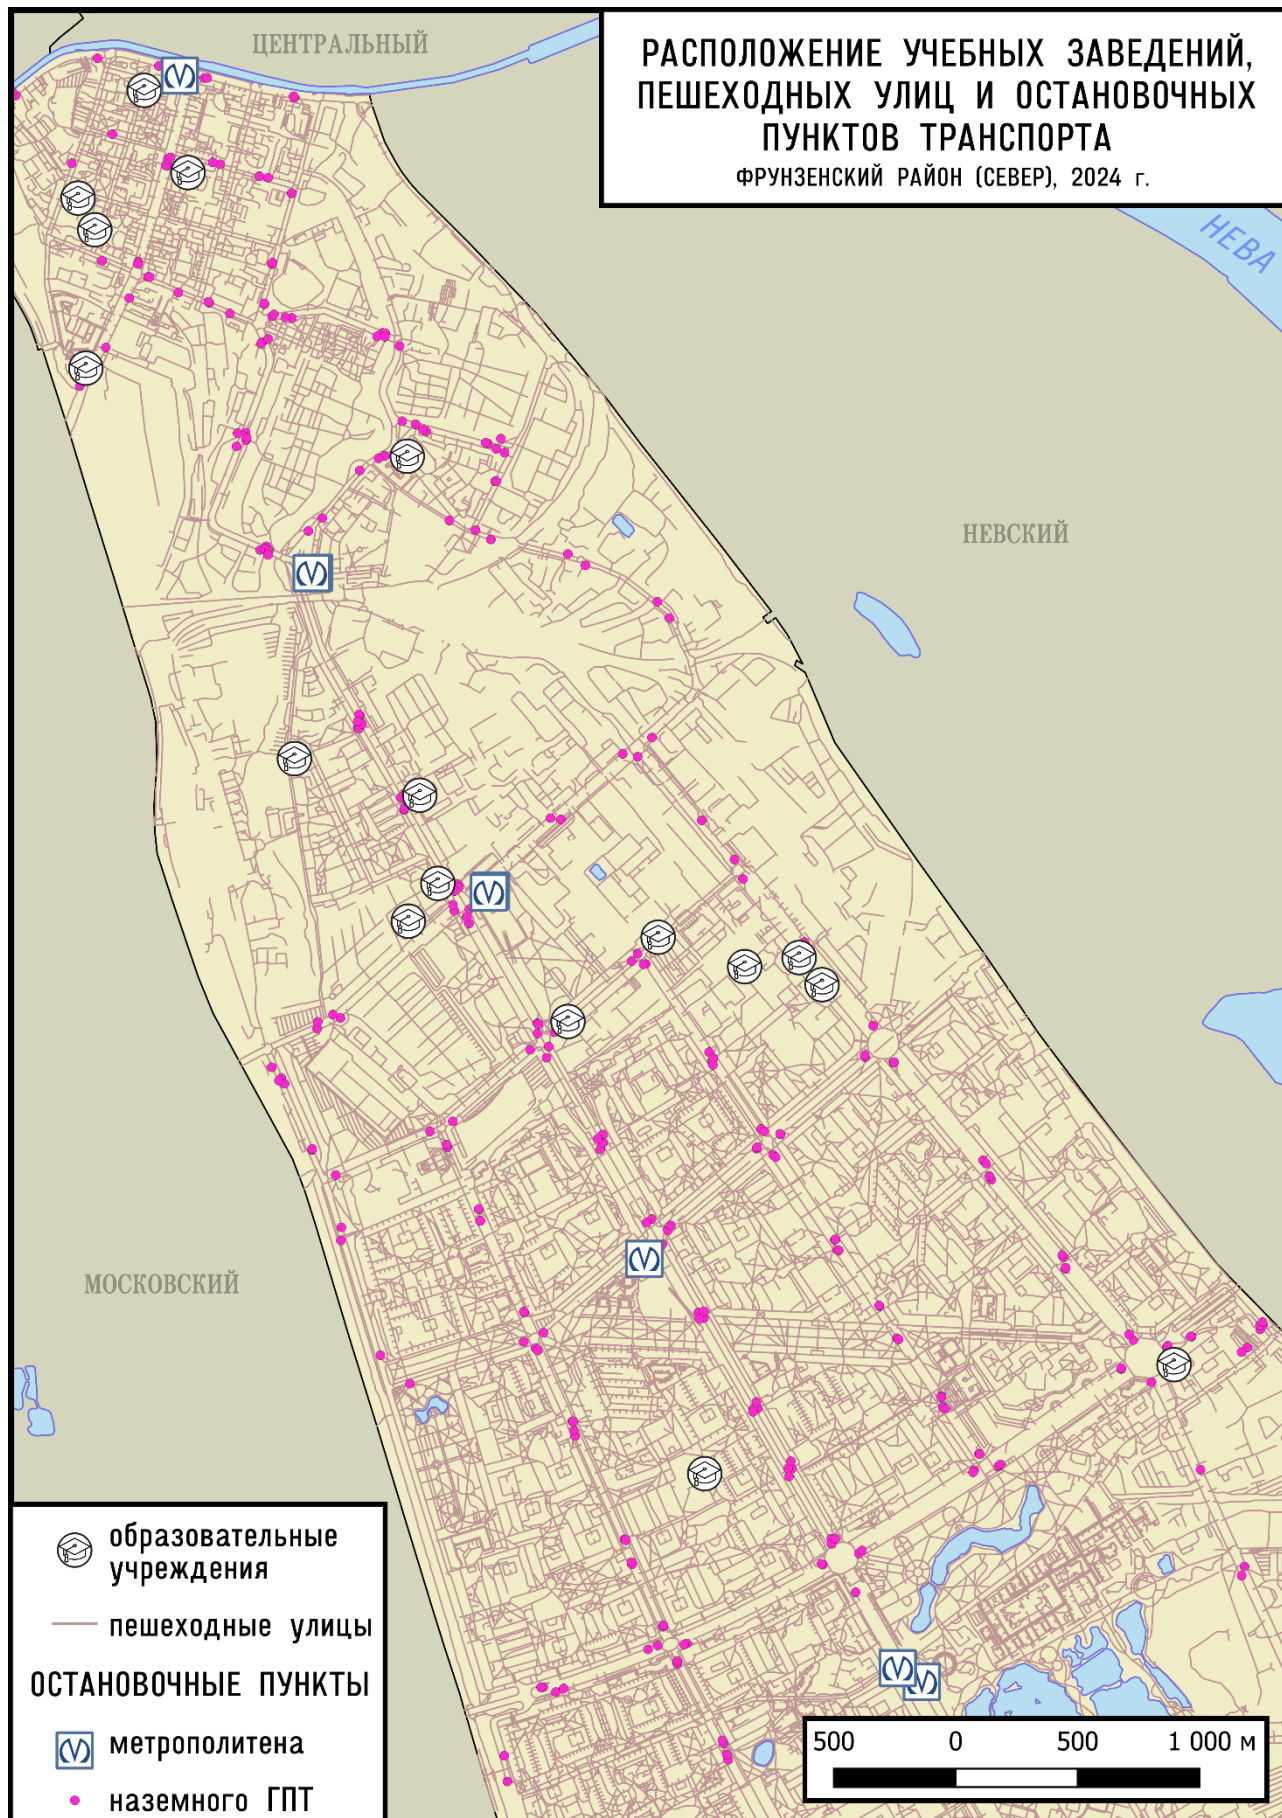 РАСПОЛОЖЕНИЕ УЧЕБНЫХ ЗАВЕДЕНИЙ,
ПЕШЕХОДНЫХ УЛИЦ И ОСТАНОВОЧНЫХ
ПУНКТОВ ТРАНСПОРТА
ФРУНЗЕНСКИЙ РАЙОН (СЕВЕР), 2024 г.
ЦЕНТРАЛЬНЫЙ
НЕВА
НЕВСКИЙ
МОСКОВСКИЙ
образовательные
учреждения
пешеходные улицы
ОСТАНОВОЧНЫЕ ПУНКТЫ
метрополитена
наземного ГПТ
500 0 500 1 000 м